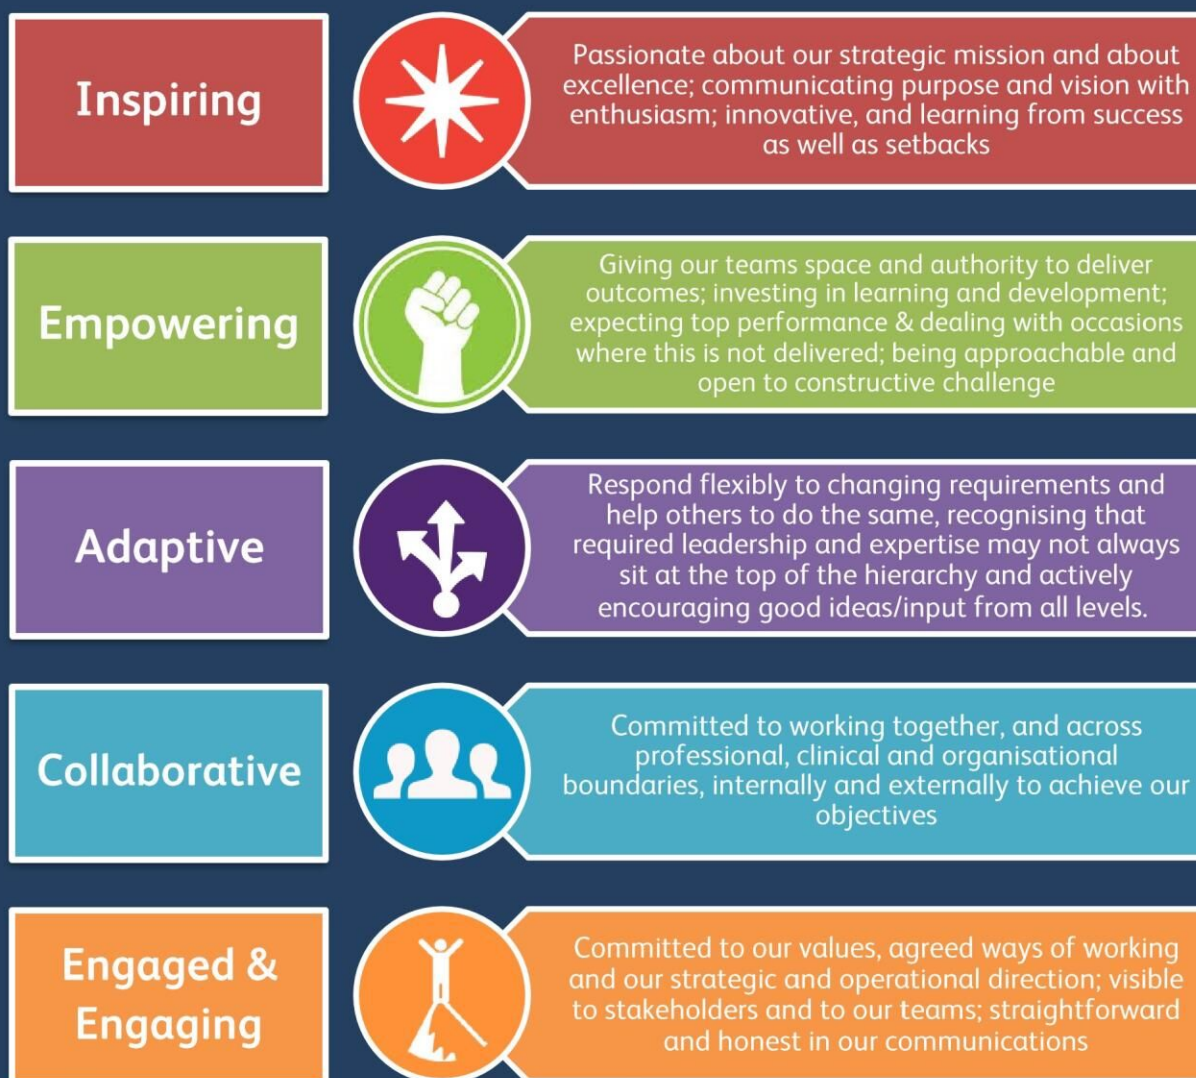 Inspiring
Passionate about our strategic mission and about
excellence; communicating purpose and vision with
enthusiasm; innovative, and learning from success
as well as setbacks
Empowering
Giving our teams space and authority to deliver
outcomes; investing in learning and development;
expecting top performance & dealing with occasions
where this is not delivered; being approachable and
open to constructive challenge
Adaptive
Respond flexibly to changing requirements and
help others to do the same, recognising that
required leadership and expertise may not always
sit at the top of the hierarchy and actively
encouraging good ideas/input from all levels.
Collaborative
Committed to working together, and across
professional, clinical and organisational
boundaries, internally and externally to achieve our
objectives
Engaged &
Engaging
Committed to our values, agreed ways of working
and our strategic and operational direction; visible
to stakeholders and to our teams; straightforward
and honest in our communications